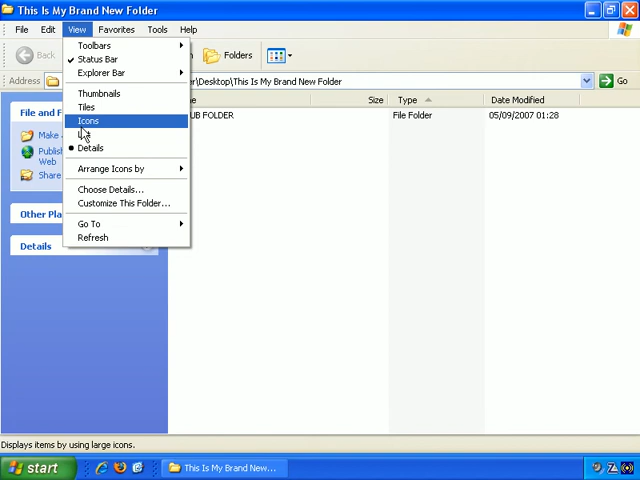 This Is My Brand New Folder
File Edit View Favorites Tools Help
Back
Folders
Address
\Desktop\This Is My Brand New Folder
Go
Toolbars
Status Bar
Explorer Bar
Thumbnails
Tiles
Icons
Details
Arrange Icons by
Choose Details...
Customize This Folder...
Go To
Refresh
Size Type Date Modified
FOLDER File Folder 05/09/2007 01:28
File and
Make
Publish
Web
Share
Other
Details
Displays items by using large icons.
start
This Is My Brand New...